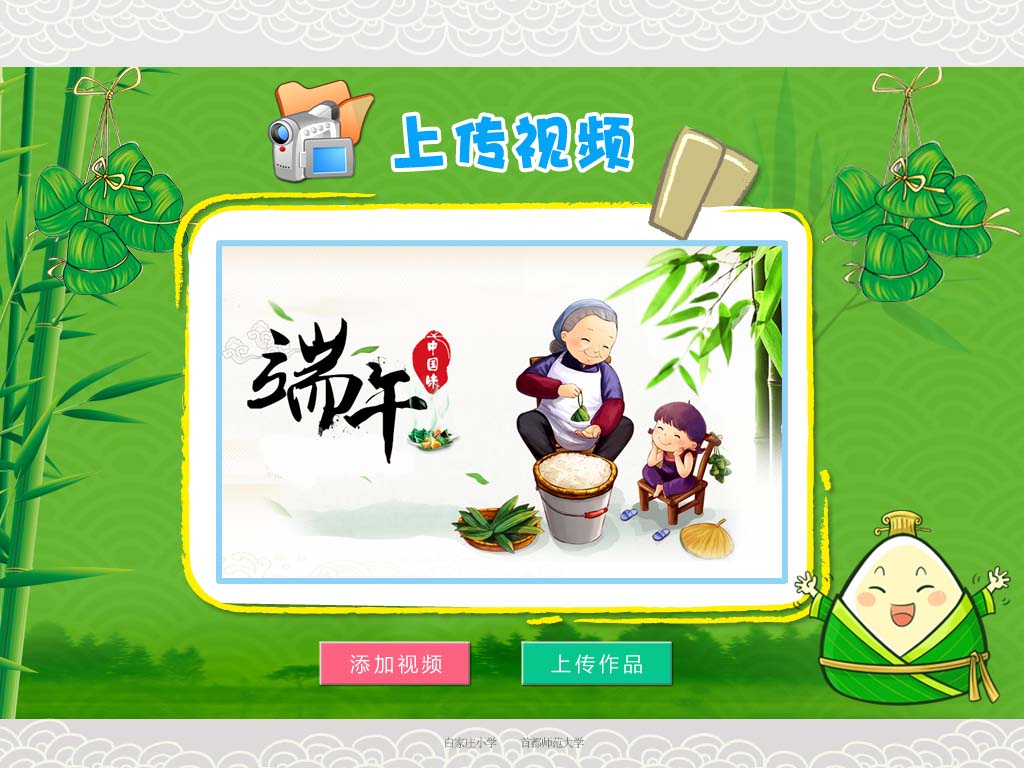 上传视频
端午
中国味
添加视频
上传作品
白家庄小学 首都师范大学